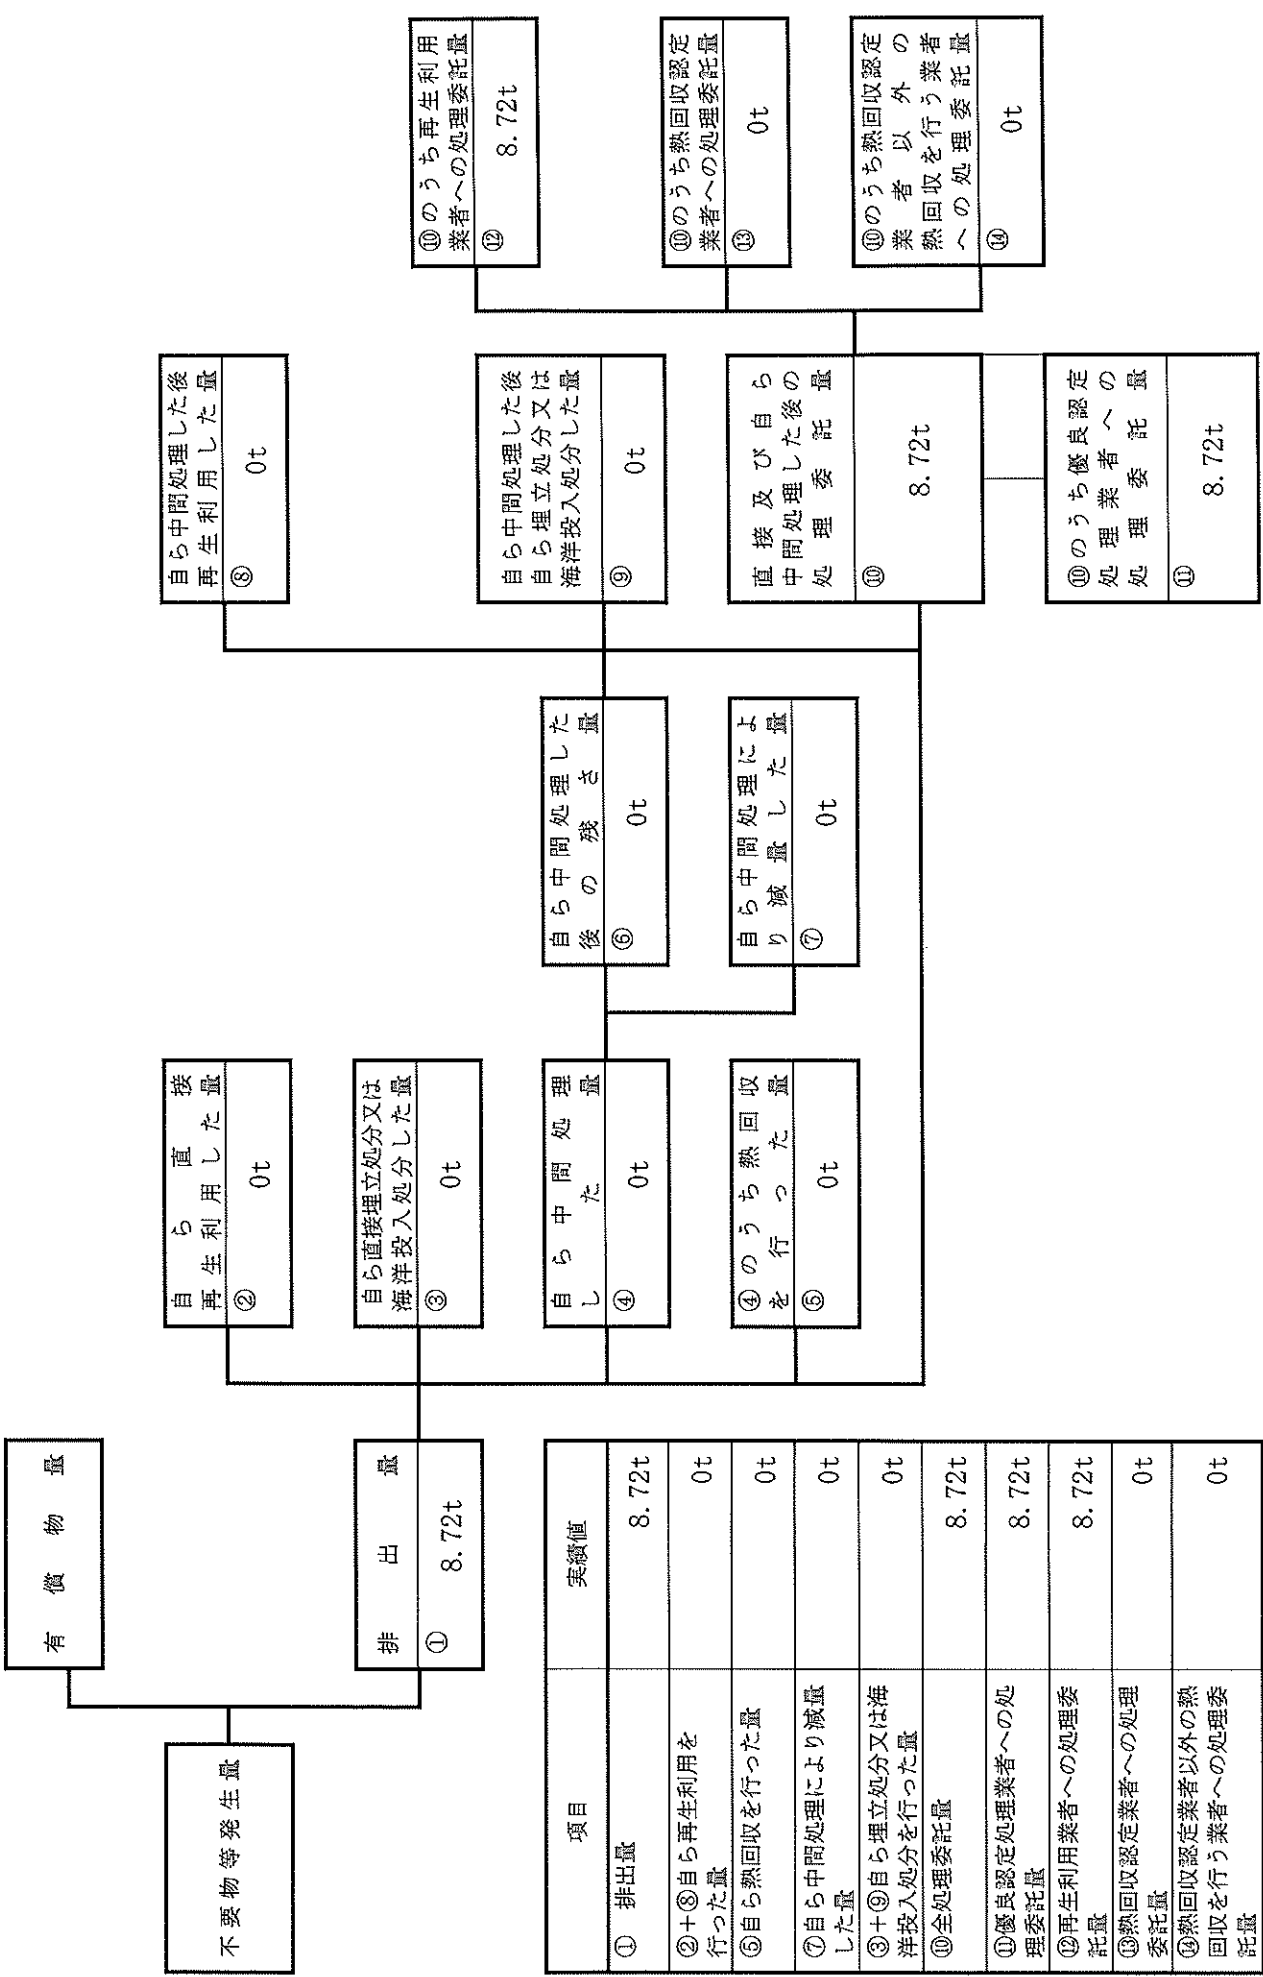 不要物等発生量
有償物量
排出量
① 8.72t
自ら直接
再生利用した量
② 0t
自ら直接埋立処分又は
海洋投入処分した量
③ 0t
自ら中間処理
した量
④ 0t
④のうち熱回収
を行った量
⑤ 0t
自ら中間処理した
後の残さ量
⑥ 0t
自ら中間処理によ
り減量した量
⑦ 0t
自ら中間処理した後
再生利用した量
⑧ 0t
自ら中間処理した後
自ら埋立処分又は
海洋投入処分した量
⑨ 0t
直接及び自ら
中間処理した後の
処理委託量
⑩ 8.72t
⑩のうち優良認定
処理業者への
処理委託量
⑪ 8.72t
⑩のうち再生利用
業者への処理委託量
⑫ 8.72t
⑩のうち熱回収認定
業者への処理委託量
⑬ 0t
⑩のうち熱回収認定
業者以外の
熱回収を行う業者
への処理委託量
⑭ 0t
項目 実績値
① 排出量 8.72t
②+⑧自ら再生利用を
行った量 0t
⑤自ら熱回収を行った量 0t
⑦自ら中間処理により減量
した量 0t
③+⑨自ら埋立処分又は海
洋投入処分を行った量 0t
⑩全処理委託量 8.72t
⑪優良認定処理業者への処
理委託量 8.72t
⑫再生利用業者への処理委
託量 8.72t
⑬熱回収認定業者への処理
委託量 0t
⑭熱回収認定業者以外の熱
回収を行う業者への処理委
託量 0t